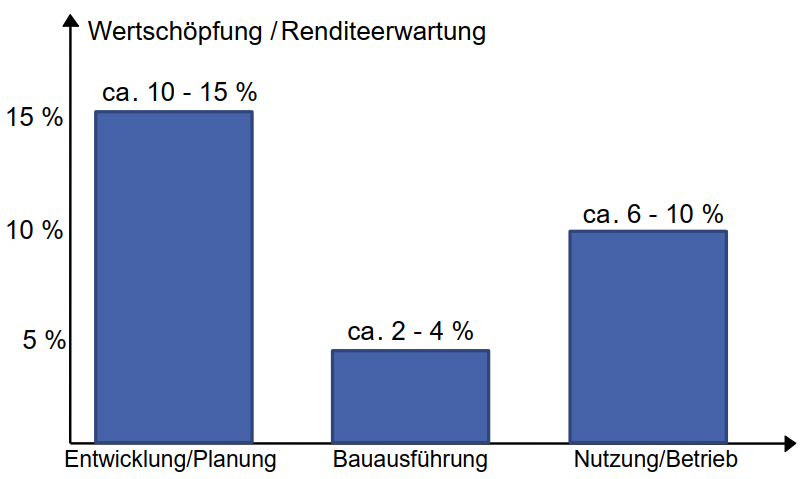 Wertschöpfung / Renditeerwartung
ca. 10 - 15 %
15 %
ca. 6 - 10 %
10 %
ca. 2 - 4 %
5 %
Entwicklung/Planung Bauausführung Nutzung/Betrieb